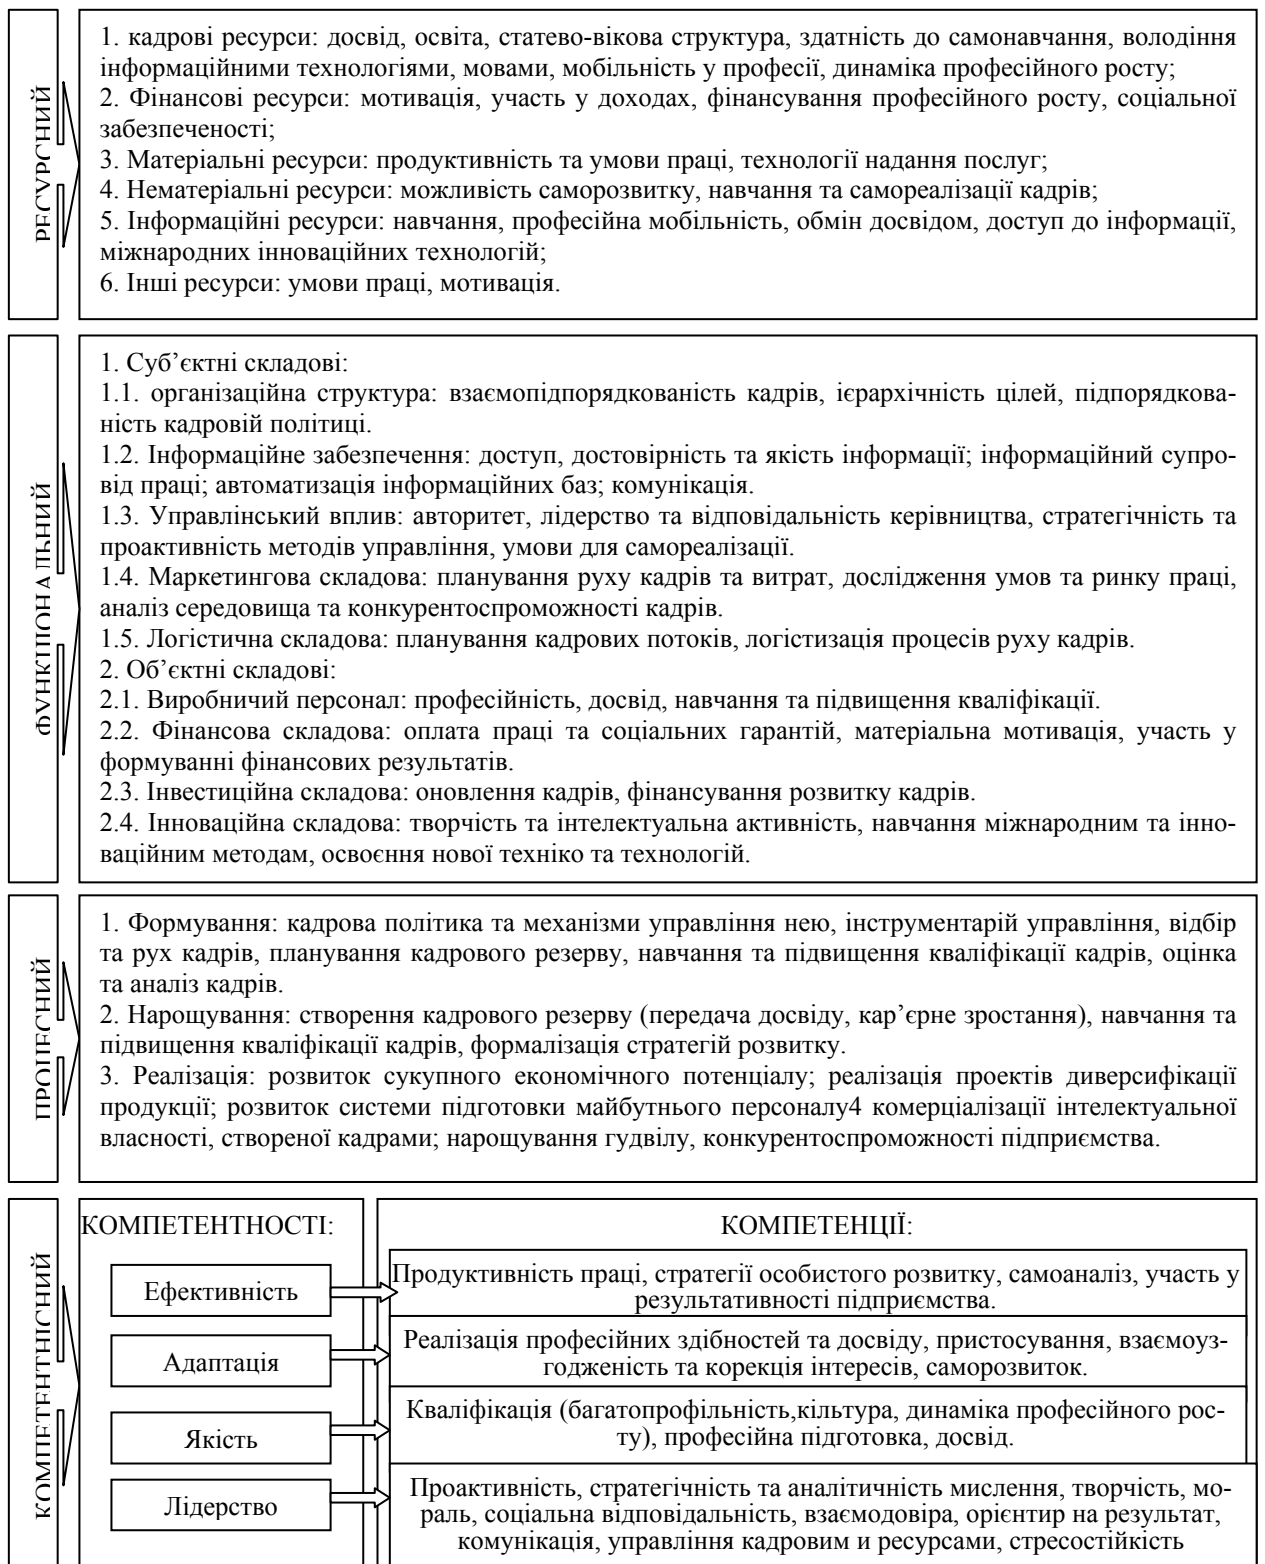 РЕСУРСНИЙ
1. кадрові ресурси: досвід, освіта, статево-вікова структура, здатність до самонавчання, володіння
інформаційними технологіями, мовами, мобільність у професії, динаміка професійного росту;
2. Фінансові ресурси: мотивація, участь у доходах, фінансування професійного росту, соціальної
забезпеченості;
3. Матеріальні ресурси: продуктивність та умови праці, технології надання послуг;
4. Нематеріальні ресурси: можливість саморозвитку, навчання та самореалізації кадрів;
5. Інформаційні ресурси: навчання, професійна мобільність, обмін досвідом, доступ до інформації,
міжнародних інноваційних технологій;
6. Інші ресурси: умови праці, мотивація.
ФУНКЦІОНАЛЬНИЙ
1. Суб’єктні складові:
1.1. організаційна структура: взаємопідпорядкованість кадрів, ієрархічність цілей, підпорядкова-
ність кадровій політиці.
1.2. Інформаційне забезпечення: доступ, достовірність та якість інформації; інформаційний супро-
від праці; автоматизація інформаційних баз; комунікація.
1.3. Управлінський вплив: авторитет, лідерство та відповідальність керівництва, стратегічність та
проактивність методів управління, умови для самореалізації.
1.4. Маркетингова складова: планування руху кадрів та витрат, дослідження умов та ринку праці,
аналіз середовища та конкурентоспроможності кадрів.
1.5. Логістична складова: планування кадрових потоків, логістизація процесів руху кадрів.
2. Об’єктні складові:
2.1. Виробничий персонал: професійність, досвід, навчання та підвищення кваліфікації.
2.2. Фінансова складова: оплата праці та соціальних гарантій, матеріальна мотивація, участь у
формуванні фінансових результатів.
2.3. Інвестиційна складова: оновлення кадрів, фінансування розвитку кадрів.
2.4. Інноваційна складова: творчість та інтелектуальна активність, навчання міжнародним та інно-
ваційним методам, освоєння нової техніко та технологій.
ПРОЦЕСНИЙ
1. Формування: кадрова політика та механізми управління нею, інструментарій управління, відбір
та рух кадрів, планування кадрового резерву, навчання та підвищення кваліфікації кадрів, оцінка
та аналіз кадрів.
2. Нарощування: створення кадрового резерву (передача досвіду, кар’єрне зростання), навчання та
підвищення кваліфікації кадрів, формалізація стратегій розвитку.
3. Реалізація: розвиток сукупного економічного потенціалу; реалізація проектів диверсифікації
продукції; розвиток системи підготовки майбутнього персоналу4 комерціалізації інтелектуальної
власності, створеної кадрами; нарощування гудвілу, конкурентоспроможності підприємства.
КОМПЕТЕНТНІСНИЙ
КОМПЕТЕНТНОСТІ:
КОМПЕТЕНЦІЇ:
Ефективність
Продуктивність праці, стратегії особистого розвитку, самоаналіз, участь у
результативності підприємства.
Адаптація
Реалізація професійних здібностей та досвіду, пристосування, взаємоуз-
годженість та корекція інтересів, саморозвиток.
Якість
Кваліфікація (багатопрофільність,кільтура, динаміка професійного рос-
ту), професійна підготовка, досвід.
Лідерство
Проактивність, стратегічність та аналітичність мислення, творчість, мо-
раль, соціальна відповідальність, взаємодовіра, орієнтир на результат,
комунікація, управління кадровим и ресурсами, стресостійкість